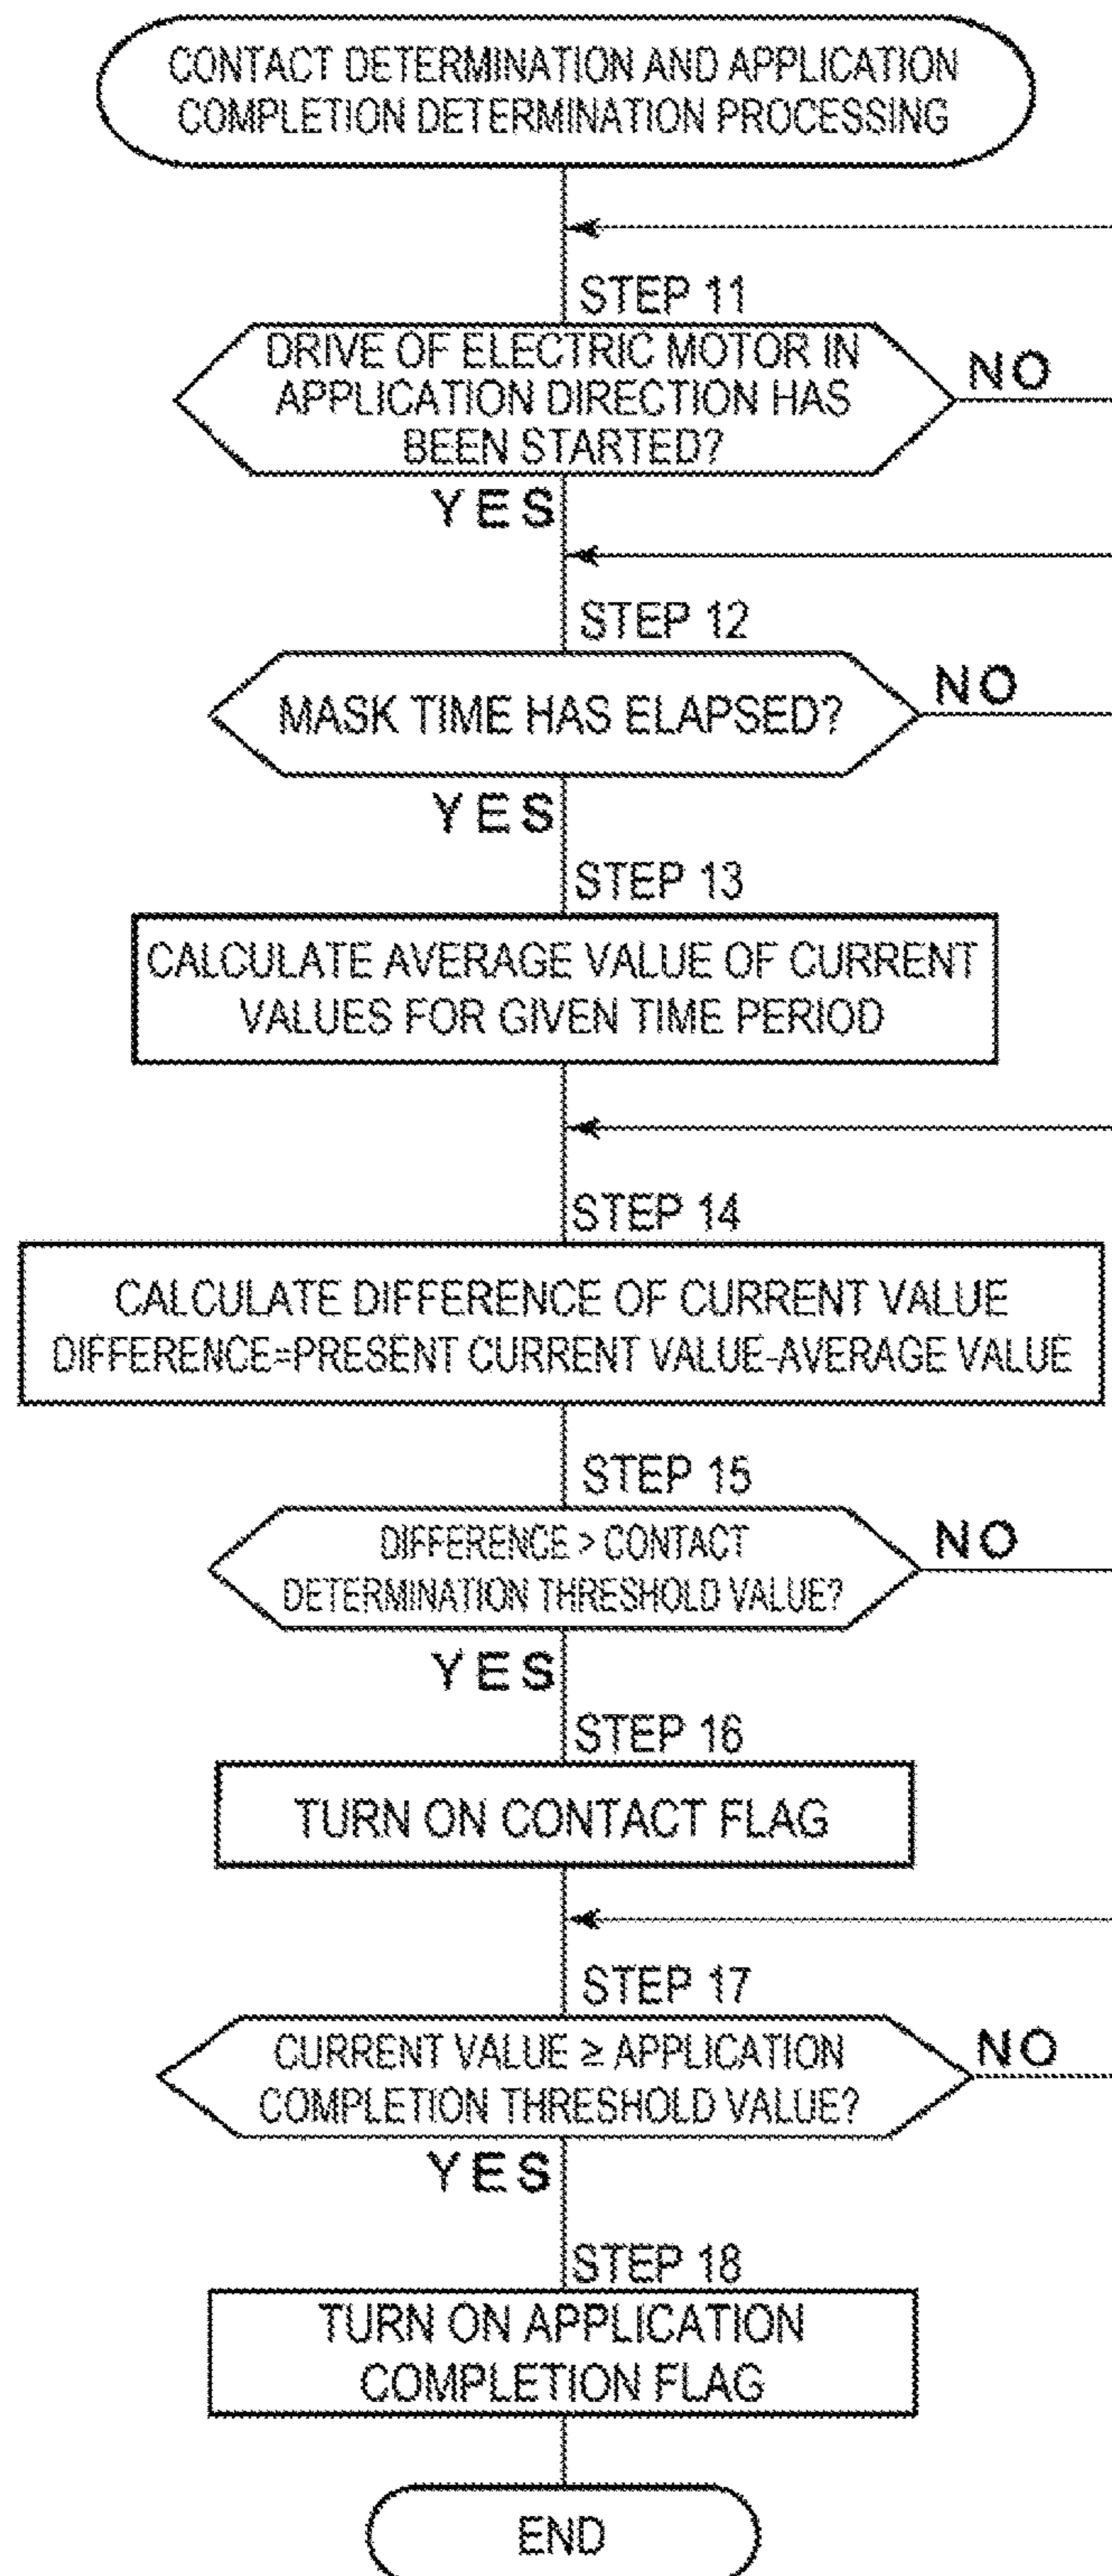 CONTACT DETERMINATION AND APPLICATION
COMPLETION DETERMINATION PROCESSING
STEP 11
DRIVE OF ELECTRIC MOTOR IN
APPLICATION DIRECTION HAS
BEEN STARTED?
NO
YES
STEP 12
MASK TIME HAS ELAPSED?
NO
YES
STEP 13
CALCULATE AVERAGE VALUE OF CURRENT
VALUES FOR GIVEN TIME PERIOD
STEP 14
CALCULATE DIFFERENCE OF CURRENT VALUE
DIFFERENCE=PRESENT CURRENT VALUE-AVERAGE VALUE
STEP 15
DIFFERENCE > CONTACT
DETERMINATION THRESHOLD VALUE?
NO
YES
STEP 16
TURN ON CONTACT FLAG
STEP 17
CURRENT VALUE ≥ APPLICATION
COMPLETION THRESHOLD VALUE?
NO
YES
STEP 18
TURN ON APPLICATION
COMPLETION FLAG
END